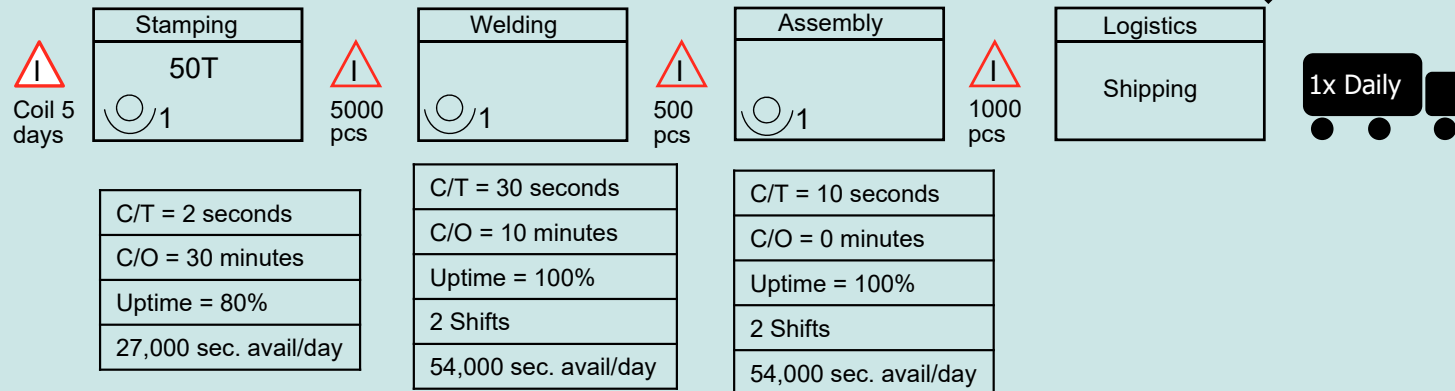 Stamping
50T
1
Coil 5
days
I
5000
pcs
I
Welding
1
500
pcs
I
Assembly
1
1000
pcs
I
Logistics
Shipping
1x Daily
C/T = 2 seconds
C/O = 30 minutes
Uptime = 80%
27,000 sec. avail/day
C/T = 30 seconds
C/O = 10 minutes
Uptime = 100%
2 Shifts
54,000 sec. avail/day
C/T = 10 seconds
C/O = 0 minutes
Uptime = 100%
2 Shifts
54,000 sec. avail/day